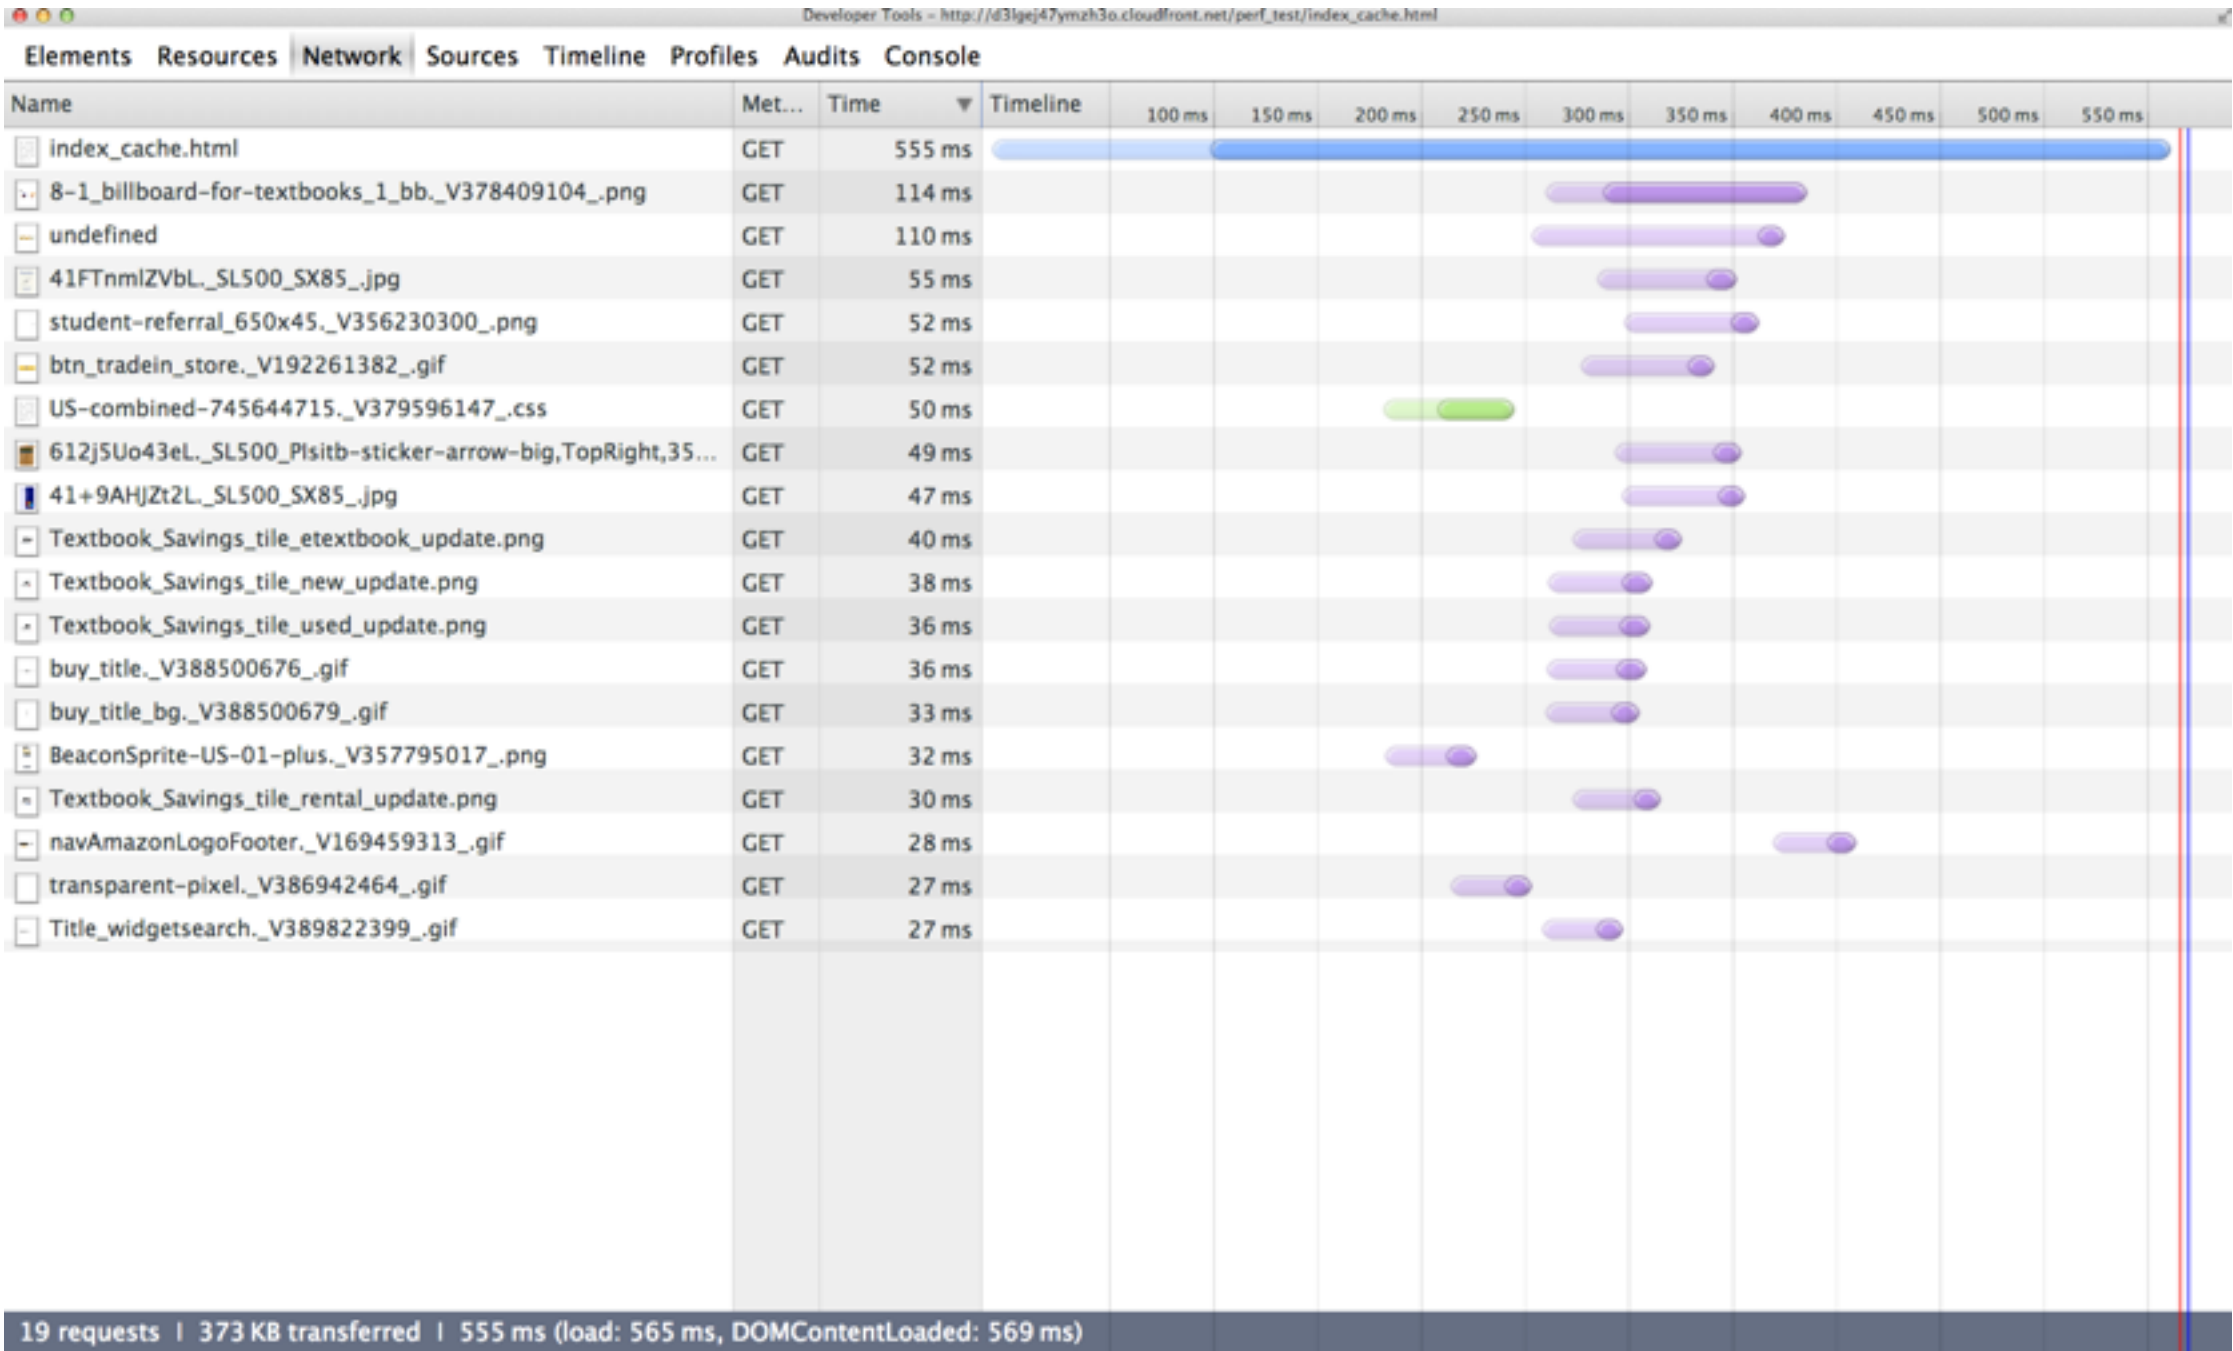 Developer Tools - http://d3lgej47ymzh3o.cloudfront.net/perf_test/index_cache.html
Elements Resources Network Sources Timeline Profiles Audits Console
Name Met... Time ▼ Timeline 100 ms 150 ms 200 ms 250 ms 300 ms 350 ms 400 ms 450 ms 500 ms 550 ms
index_cache.html GET 555 ms
8-1_billboard-for-textbooks_1_bb._V378409104_.png GET 114 ms
undefined GET 110 ms
41FTnmlZVbL._SL500_SX85_.jpg GET 55 ms
student-referral_650x45._V356230300_.png GET 52 ms
btn_tradein_store._V192261382_.gif GET 52 ms
US-combined-745644715._V379596147_.css GET 50 ms
612j5Uo43eL._SL500_PIsitb-sticker-arrow-big,TopRight,35... GET 49 ms
41+9AHJZt2L._SL500_SX85_.jpg GET 47 ms
Textbook_Savings_tile_etextbook_update.png GET 40 ms
Textbook_Savings_tile_new_update.png GET 38 ms
Textbook_Savings_tile_used_update.png GET 36 ms
buy_title._V388500676_.gif GET 36 ms
buy_title_bg._V388500679_.gif GET 33 ms
BeaconSprite-US-01-plus._V357795017_.png GET 32 ms
Textbook_Savings_tile_rental_update.png GET 30 ms
navAmazonLogoFooter._V169459313_.gif GET 28 ms
transparent-pixel._V386942464_.gif GET 27 ms
Title_widgetsearch._V389822399_.gif GET 27 ms
19 requests | 373 KB transferred | 555 ms (load: 565 ms, DOMContentLoaded: 569 ms)